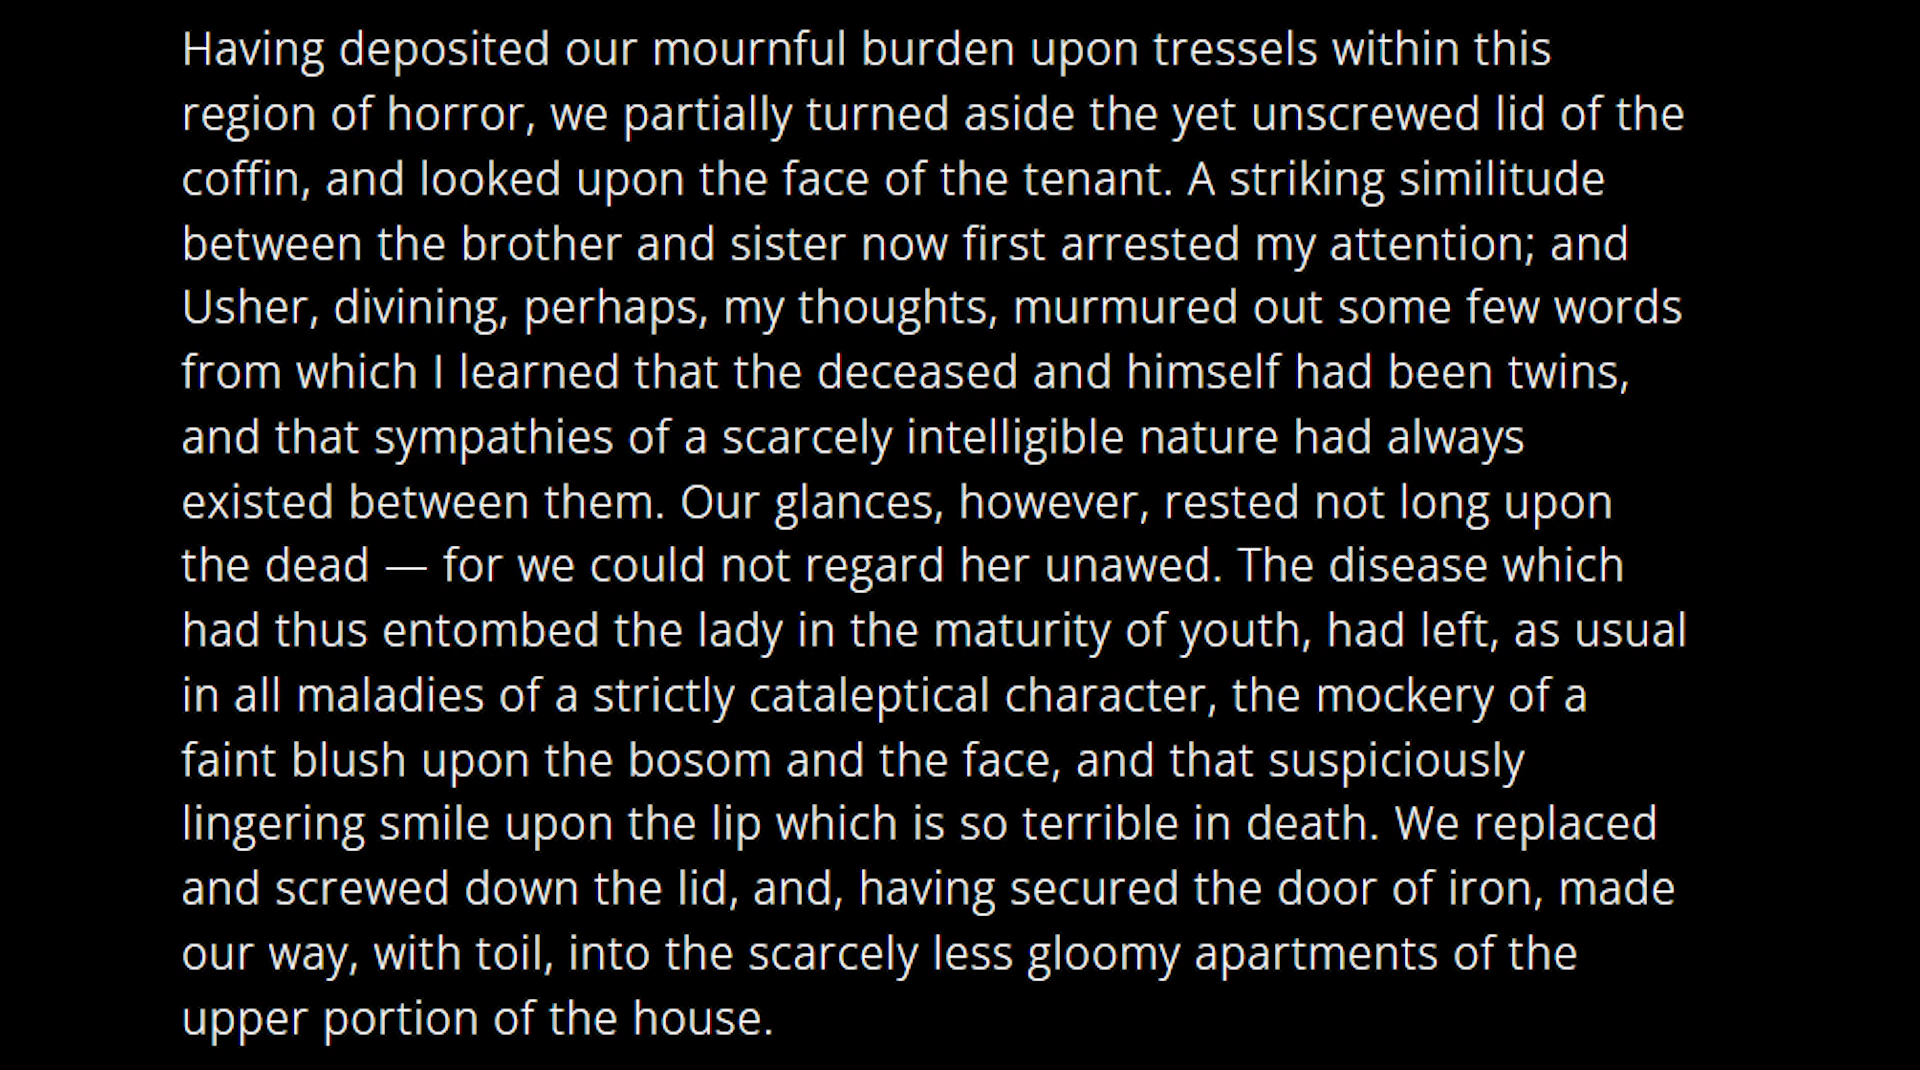 Having deposited our mournful burden upon tressels within this
region of horror, we partially turned aside the yet unscrewed lid of the
coffin, and looked upon the face of the tenant. A striking similitude
between the brother and sister now first arrested my attention; and
Usher, divining, perhaps, my thoughts, murmured out some few words
from which I learned that the deceased and himself had been twins,
and that sympathies of a scarcely intelligible nature had always
existed between them. Our glances, however, rested not long upon
the dead — for we could not regard her unawed. The disease which
had thus entombed the lady in the maturity of youth, had left, as usual
in all maladies of a strictly cataleptical character, the mockery of a
faint blush upon the bosom and the face, and that suspiciously
lingering smile upon the lip which is so terrible in death. We replaced
and screwed down the lid, and, having secured the door of iron, made
our way, with toil, into the scarcely less gloomy apartments of the
upper portion of the house.